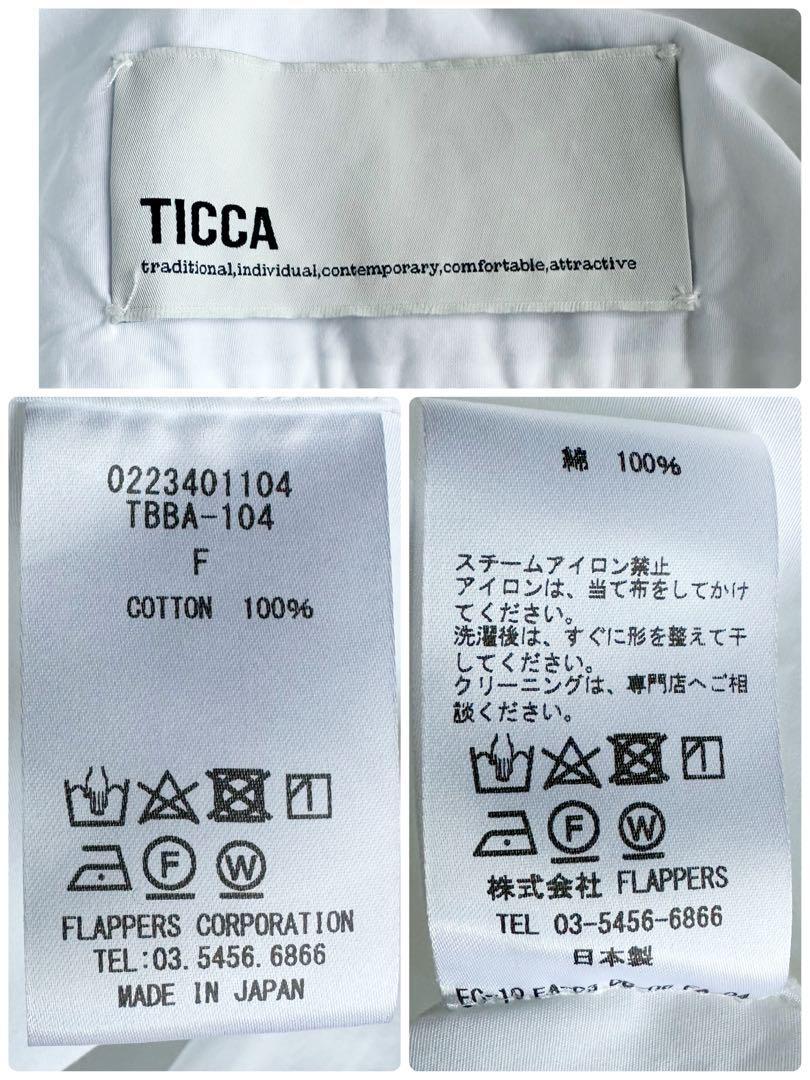 TICCA
traditional,individual,contemporary,comfortable,attractive
0223401104
TBBA-104
F
COTTON 100%
F W
FLAPPERS CORPORATION
TEL:03.5456.6866
MADE IN JAPAN
綿 100%
スチームアイロン禁止
アイロンは、当て布をしてかけ
てください。
洗濯後は、すぐに形を整えて干
してください。
クリーニングは、専門店へご相
談ください。
F W
株式会社 FLAPPERS
TEL 03-5456-6866
日本製